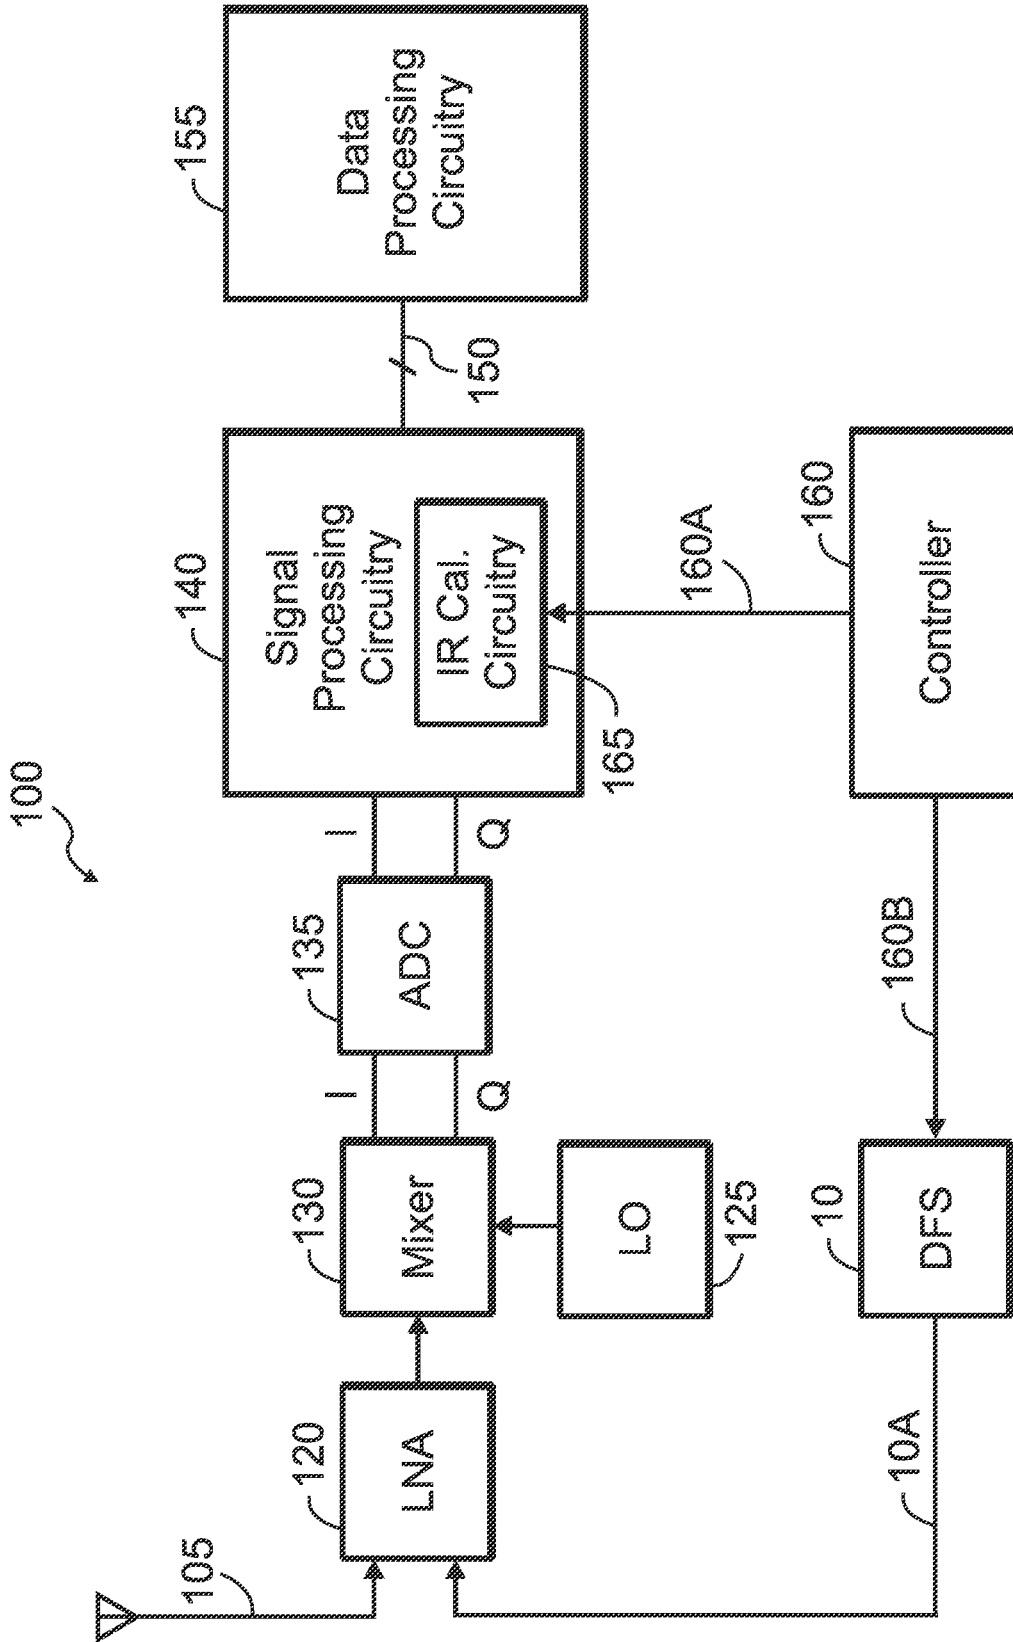 100
105
120
LNA
130
Mixer
I
Q
135
ADC
I
Q
140
Signal
Processing
Circuitry
IR Cal.
Circuitry
165
150
155
Data
Processing
Circuitry
LO
125
160A
160
Controller
160B
10
DFS
10A